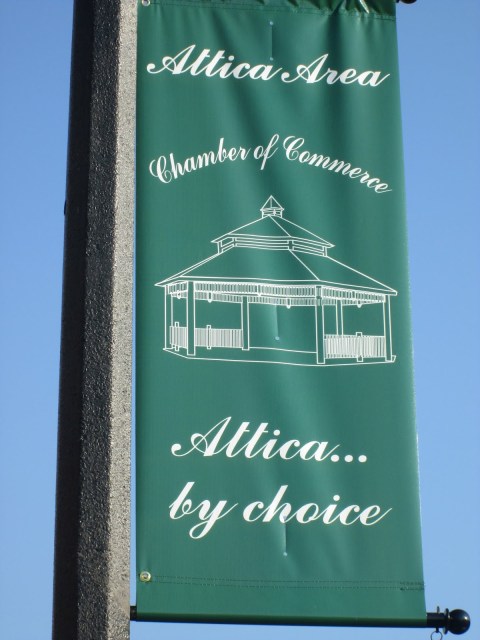 Attica Area
Chamber of Commerce
Attica...
by choice